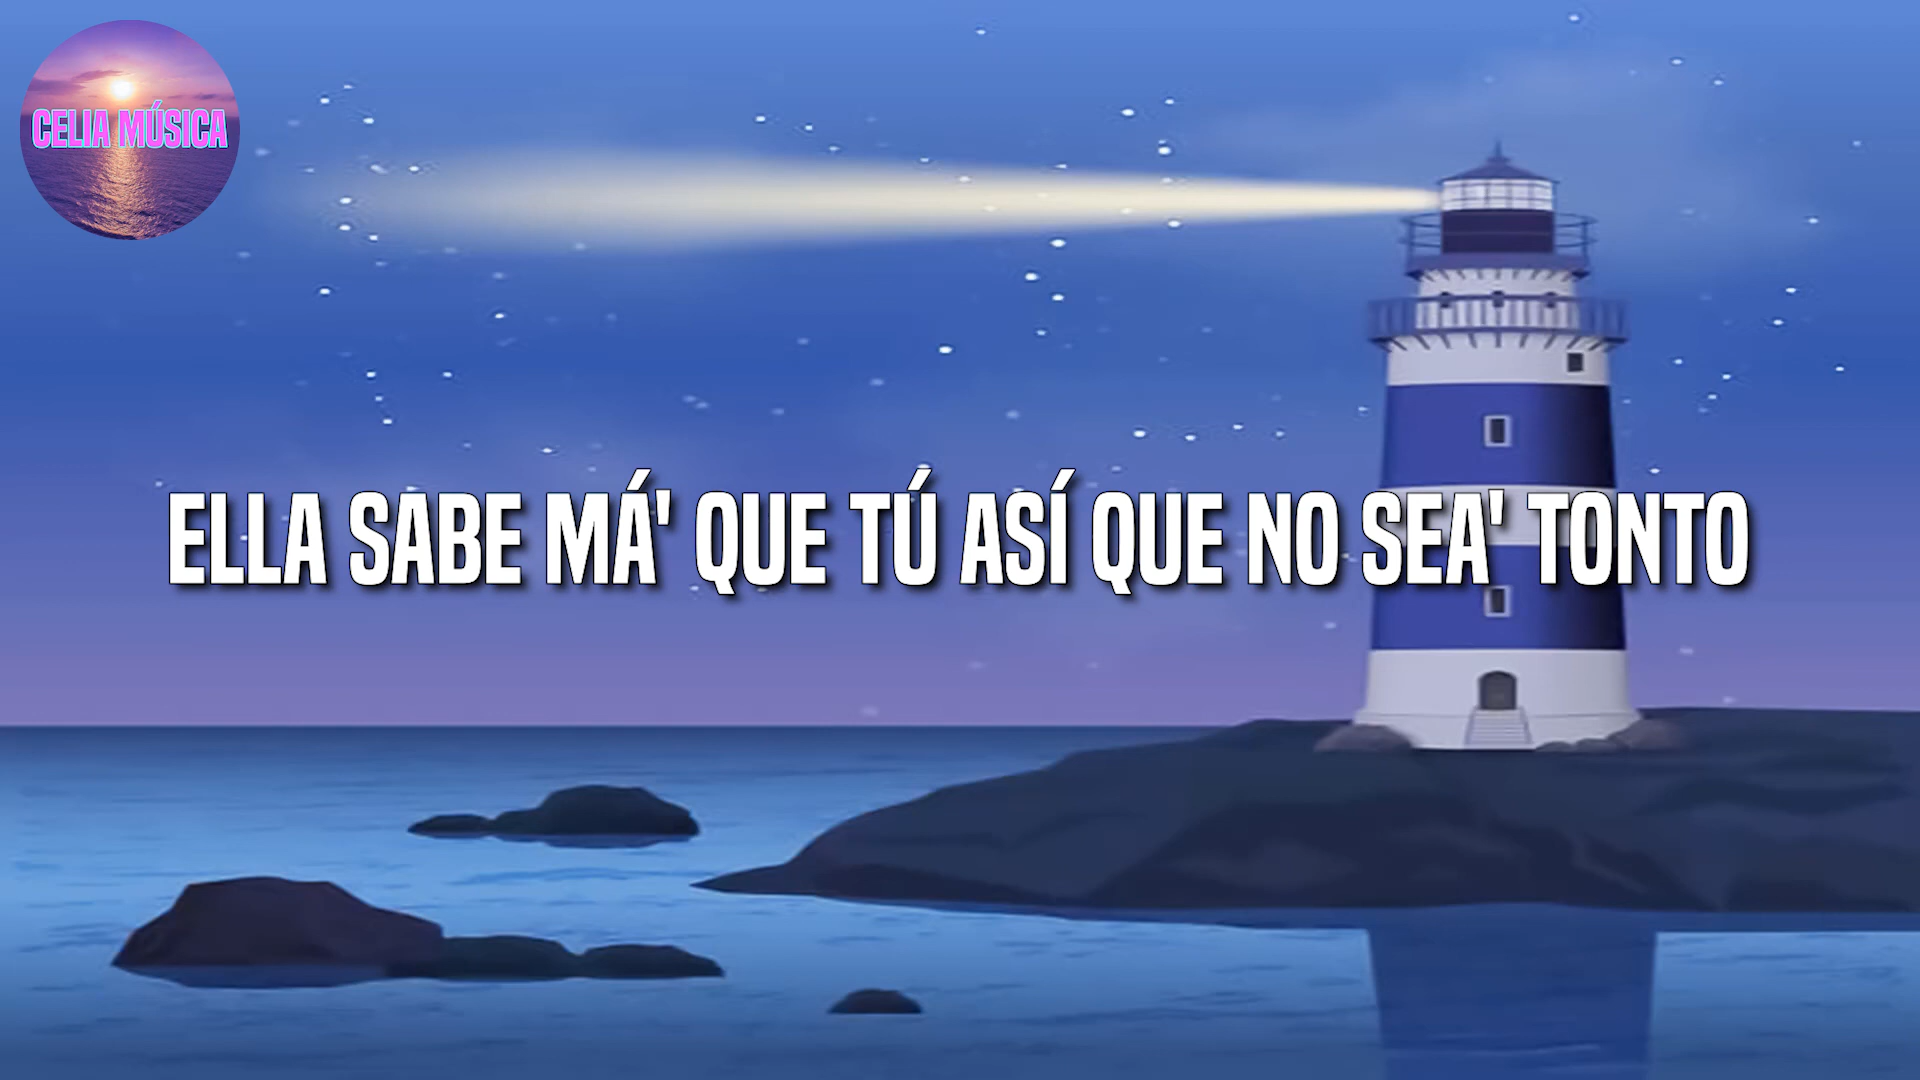 CELIA MÚSICA
ELLA SABE MÁ' QUE TÚ ASÍ QUE NO SEA' TONTO